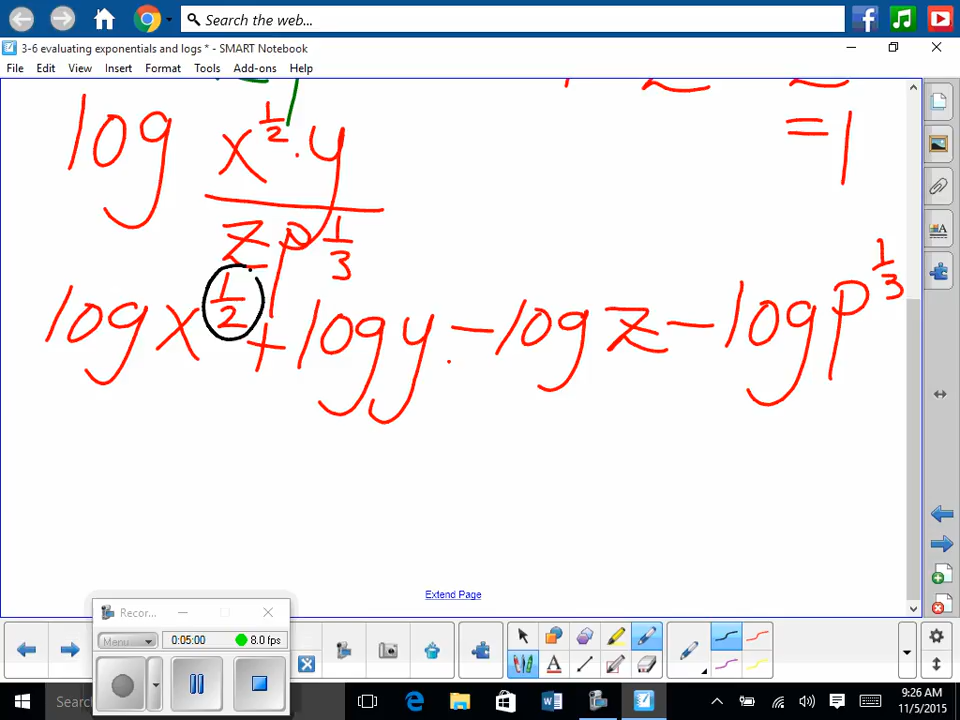 Search the web...
3-6 evaluating exponentials and logs * - SMART Notebook
File Edit View Insert Format Tools Add-ons Help
log x^(1/2) · y / z p^(1/3)
= 1
log x^(1/2) + log y - log z - log p^(1/3)
Extend Page
Recor...
Menu
0:05:00 8.0 fps
A
Search
9:26 AM
11/5/2015